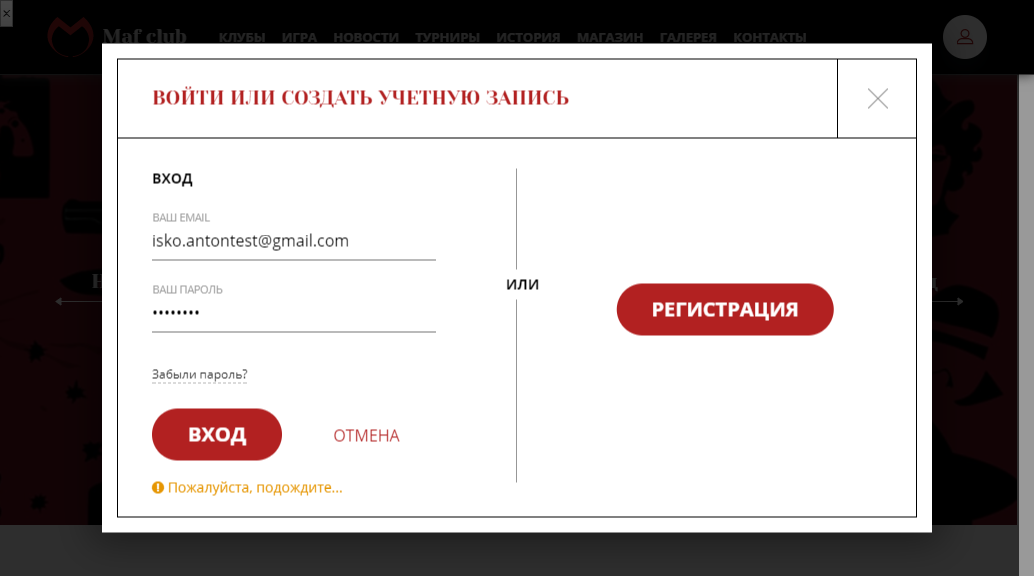 Maf club
КЛУБЫ ИГРА НОВОСТИ ТУРНИРЫ ИСТОРИЯ МАГАЗИН ГАЛЕРЕЯ КОНТАКТЫ
ВОЙТИ ИЛИ СОЗДАТЬ УЧЕТНУЮ ЗАПИСЬ
ВХОД
ВАШ EMAIL
isko.antontest@gmail.com
ВАШ ПАРОЛЬ
••••••••
ИЛИ
РЕГИСТРАЦИЯ
Забыли пароль?
ВХОД ОТМЕНА
Пожалуйста, подождите...